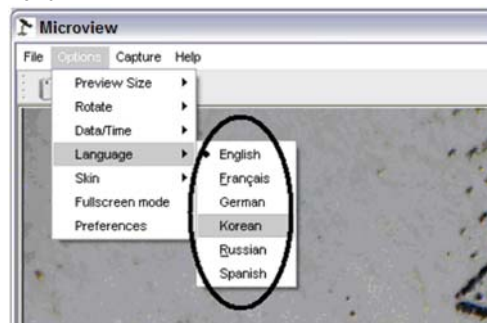 Microview
File Options Capture Help
Preview Size
Rotate
Data/Time
Language
Skin
Fullscreen mode
Preferences
English
Français
German
Korean
Russian
Spanish